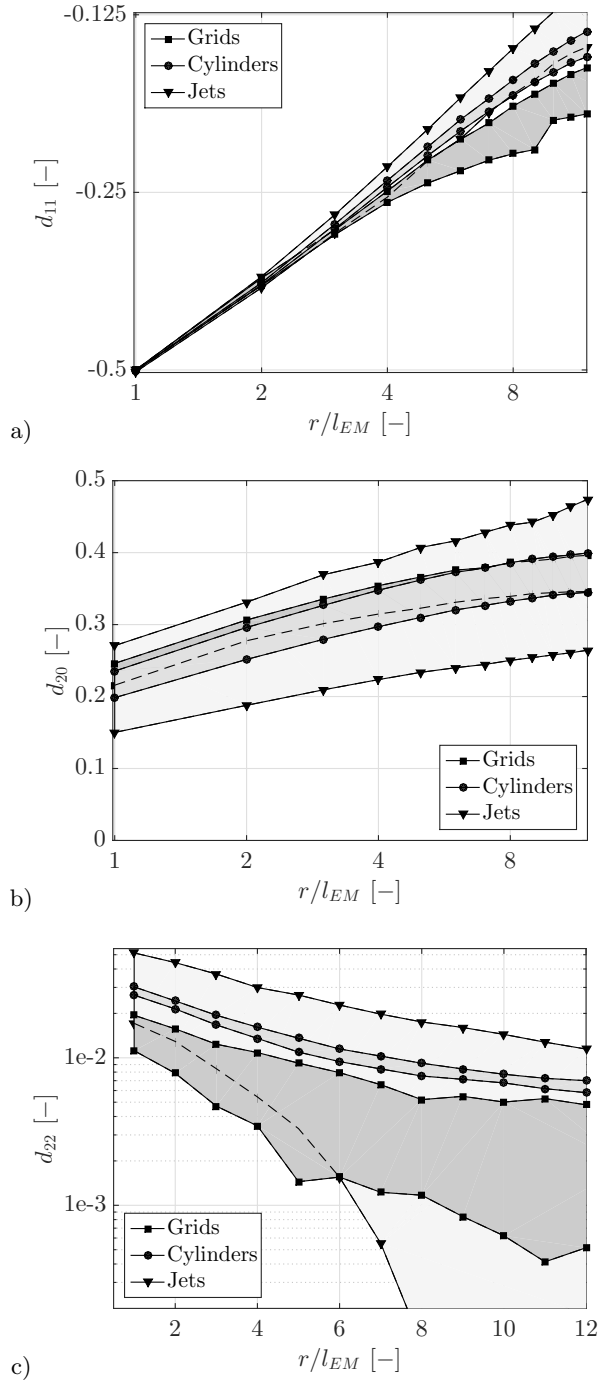 -0.125
Grids
Cylinders
Jets
-0.25
d11 [−]
-0.5
1 2 4 8
r/lEM [−]
a)
0.5
0.4
0.3
0.2
0.1
0
d20 [−]
Grids
Cylinders
Jets
1 2 4 8
r/lEM [−]
b)
1e-2
1e-3
d22 [−]
Grids
Cylinders
Jets
2 4 6 8 10 12
r/lEM [−]
c)